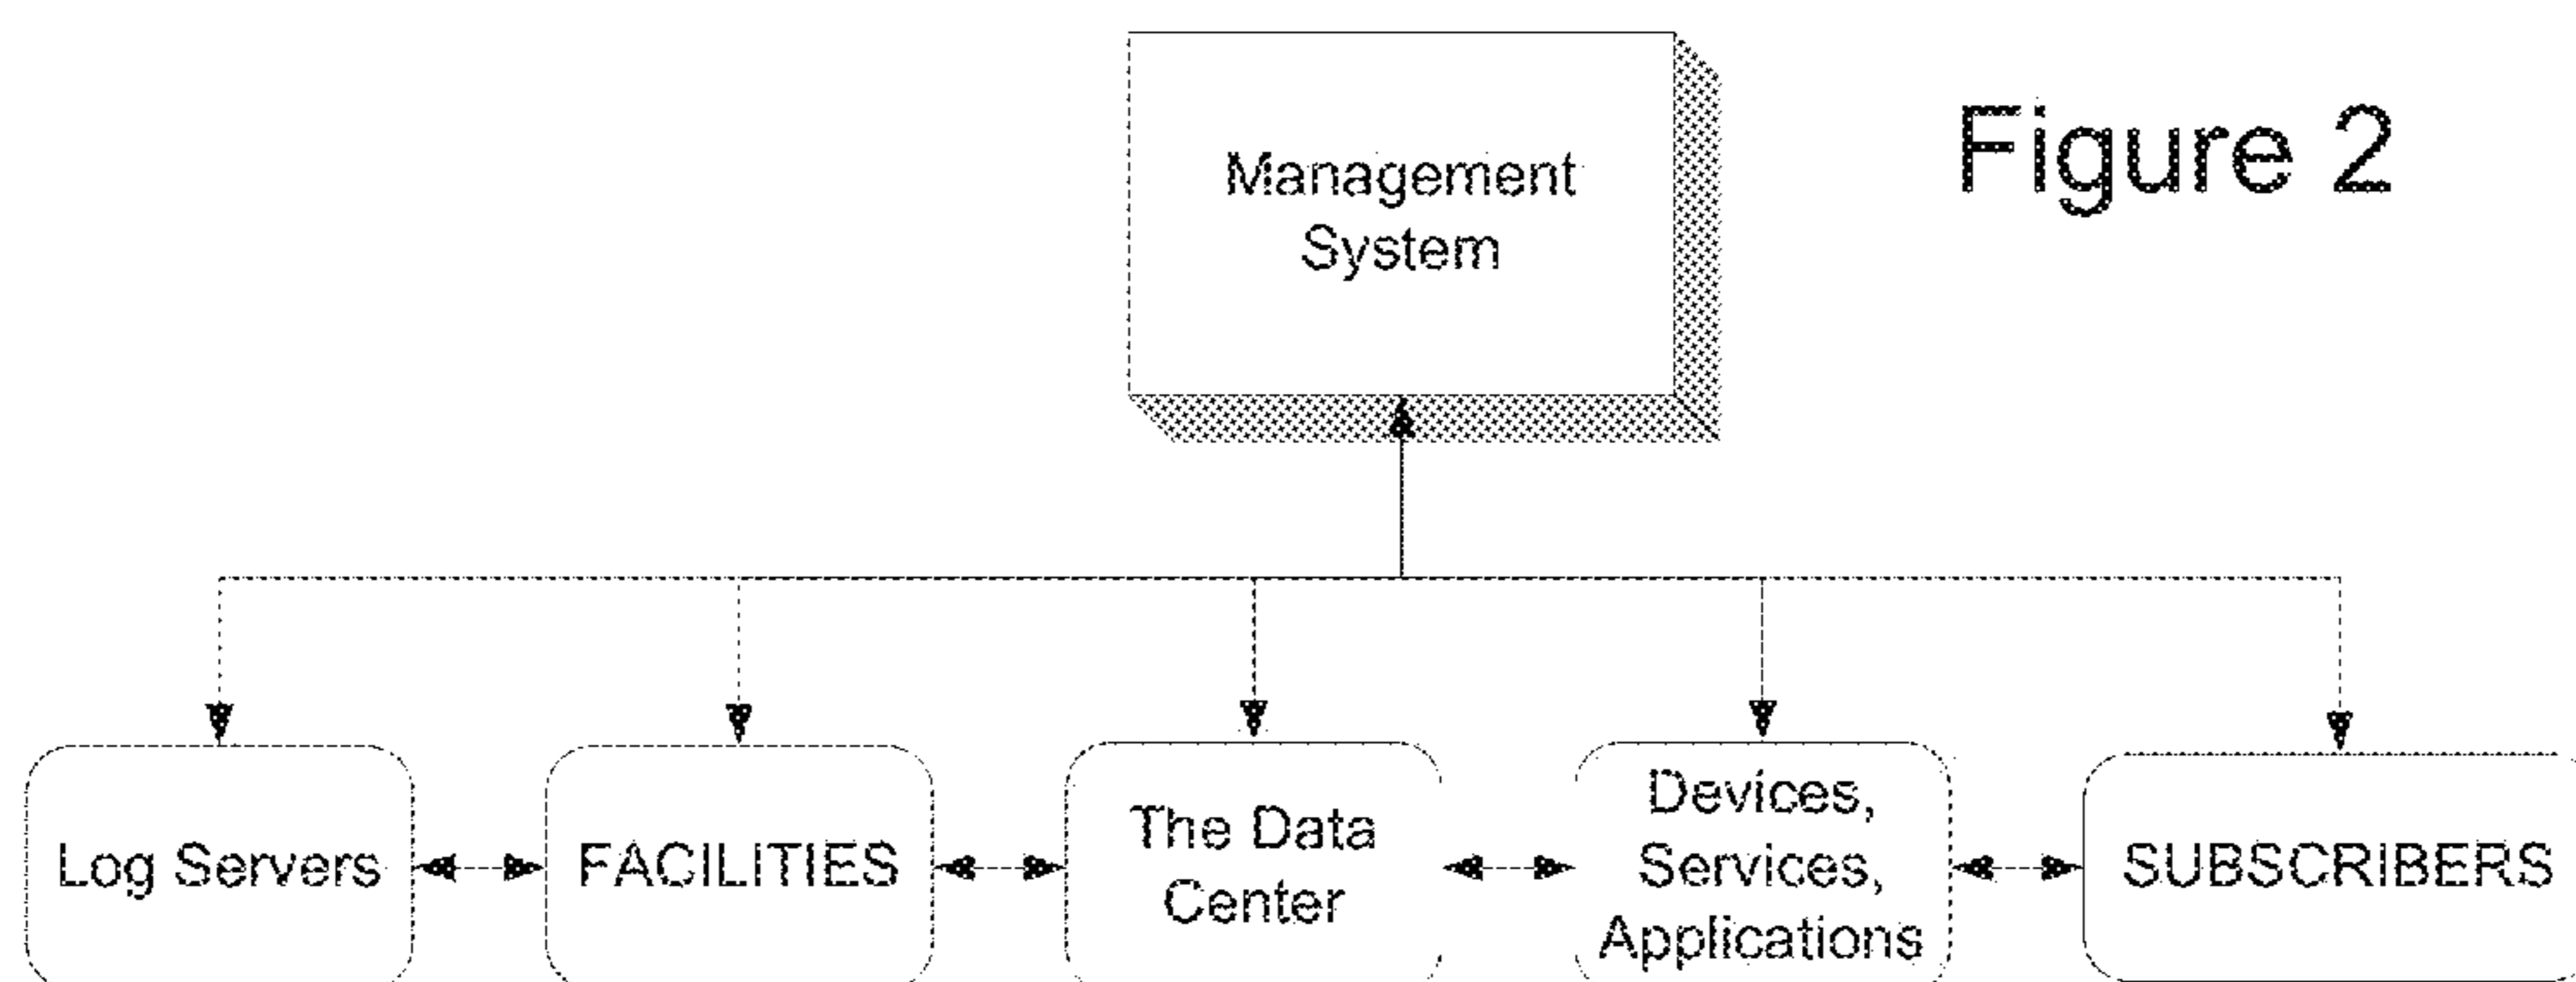 Management
System
Figure 2
Log Servers
FACILITIES
The Data
Center
Devices,
Services,
Applications
SUBSCRIBERS